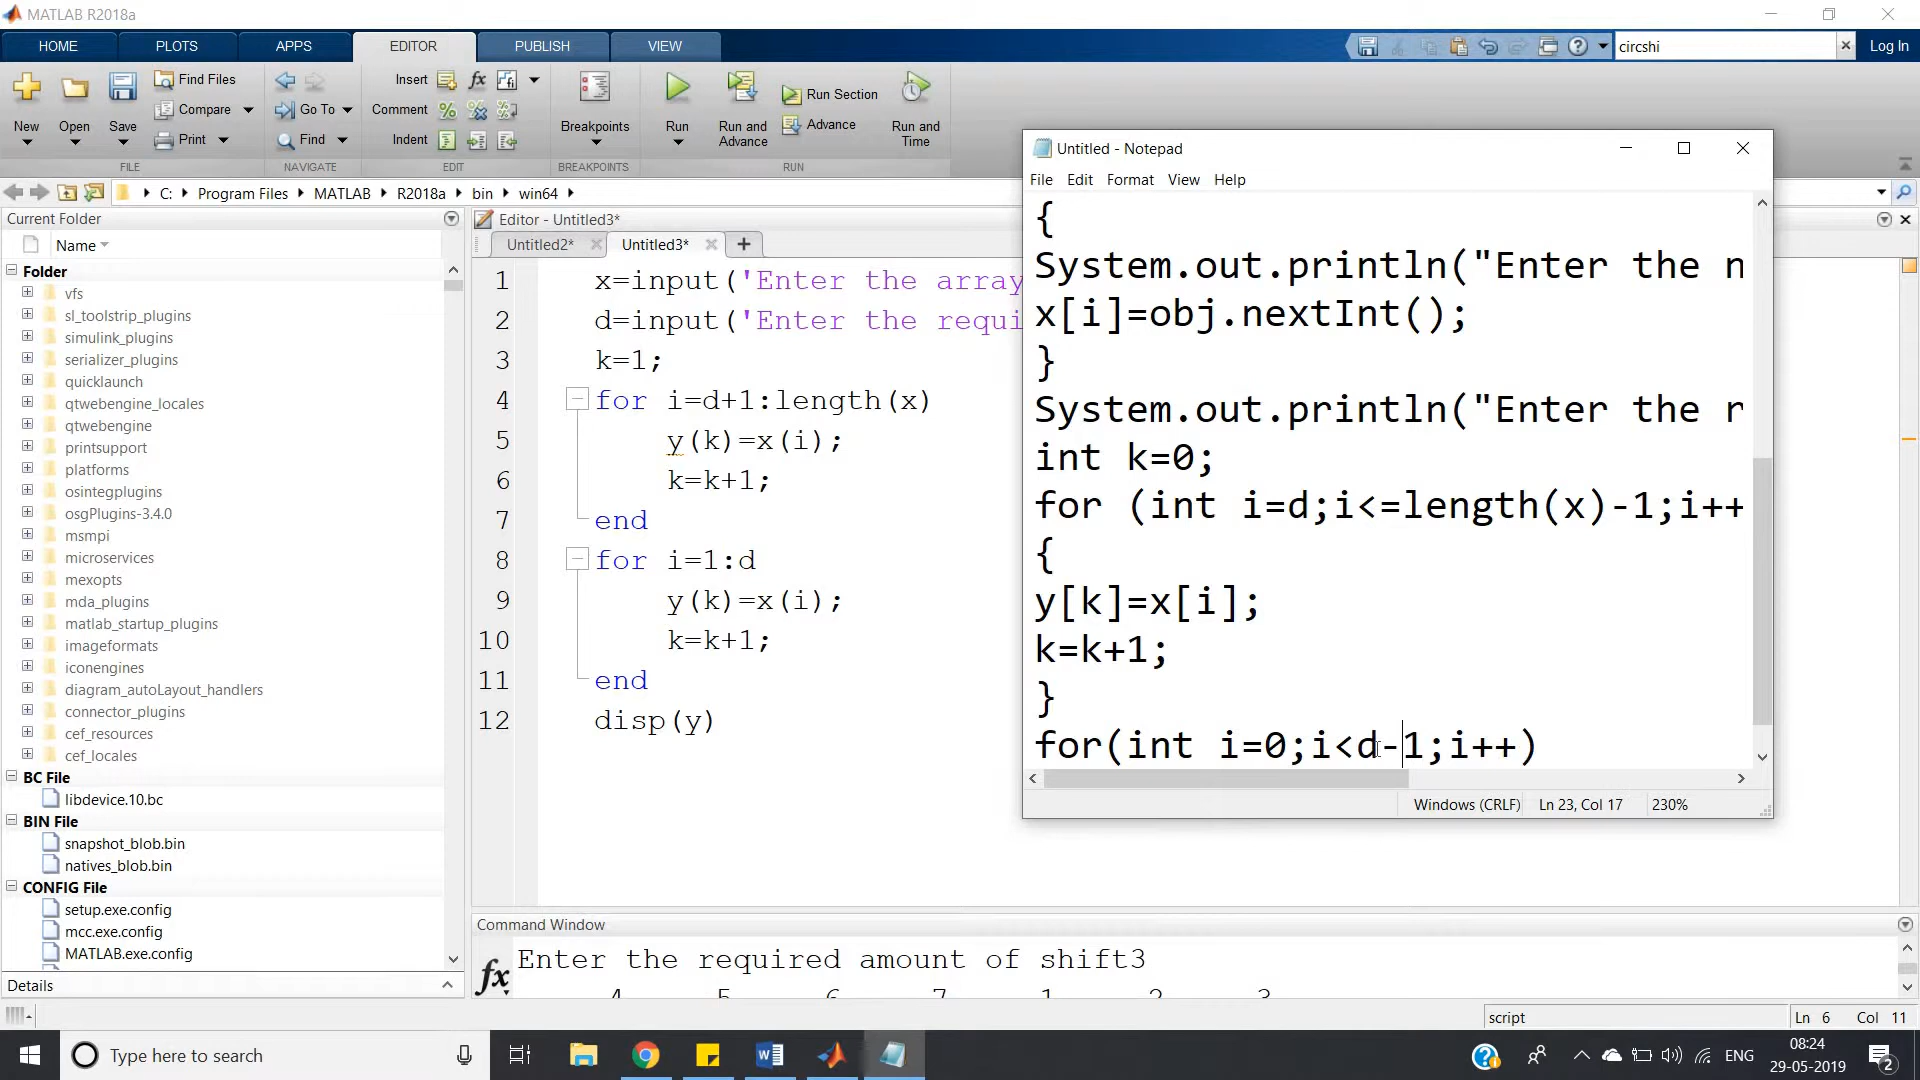 MATLAB R2018a
HOME PLOTS APPS EDITOR PUBLISH VIEW
circshi
Log In
New Open Save
Find Files
Compare
Print
Go To
Find
Insert
Comment
Indent
Breakpoints
Run
Run and Advance
Run Section
Advance
Run and Time
FILE NAVIGATE EDIT BREAKPOINTS RUN
C: Program Files MATLAB R2018a bin win64
Current Folder
Name
Folder
vfs
sl_toolstrip_plugins
simulink_plugins
serializer_plugins
quicklaunch
qtwebengine_locales
qtwebengine
printsupport
platforms
osintegplugins
osgPlugins-3.4.0
msmpi
microservices
mexopts
mda_plugins
matlab_startup_plugins
imageformats
iconengines
diagram_autoLayout_handlers
connector_plugins
cef_resources
cef_locales
BC File
libdevice.10.bc
BIN File
snapshot_blob.bin
natives_blob.bin
CONFIG File
setup.exe.config
mcc.exe.config
MATLAB.exe.config
Details
Editor - Untitled3*
Untitled2* Untitled3*
1 x=input('Enter the array
2 d=input('Enter the requi
3 k=1;
4 for i=d+1:length(x)
5 y(k)=x(i);
6 k=k+1;
7 end
8 for i=1:d
9 y(k)=x(i);
10 k=k+1;
11 end
12 disp(y)
Untitled - Notepad
File Edit Format View Help
{
System.out.println("Enter the n
x[i]=obj.nextInt();
}
System.out.println("Enter the r
int k=0;
for (int i=d;i<=length(x)-1;i++
{
y[k]=x[i];
k=k+1;
}
for(int i=0;i<d-1;i++)
Windows (CRLF) Ln 23, Col 17 230%
Command Window
fx
Enter the required amount of shift3
4 5 6 7 1 2 3
script
Ln 6 Col 11
Type here to search
ENG
08:24
29-05-2019
2